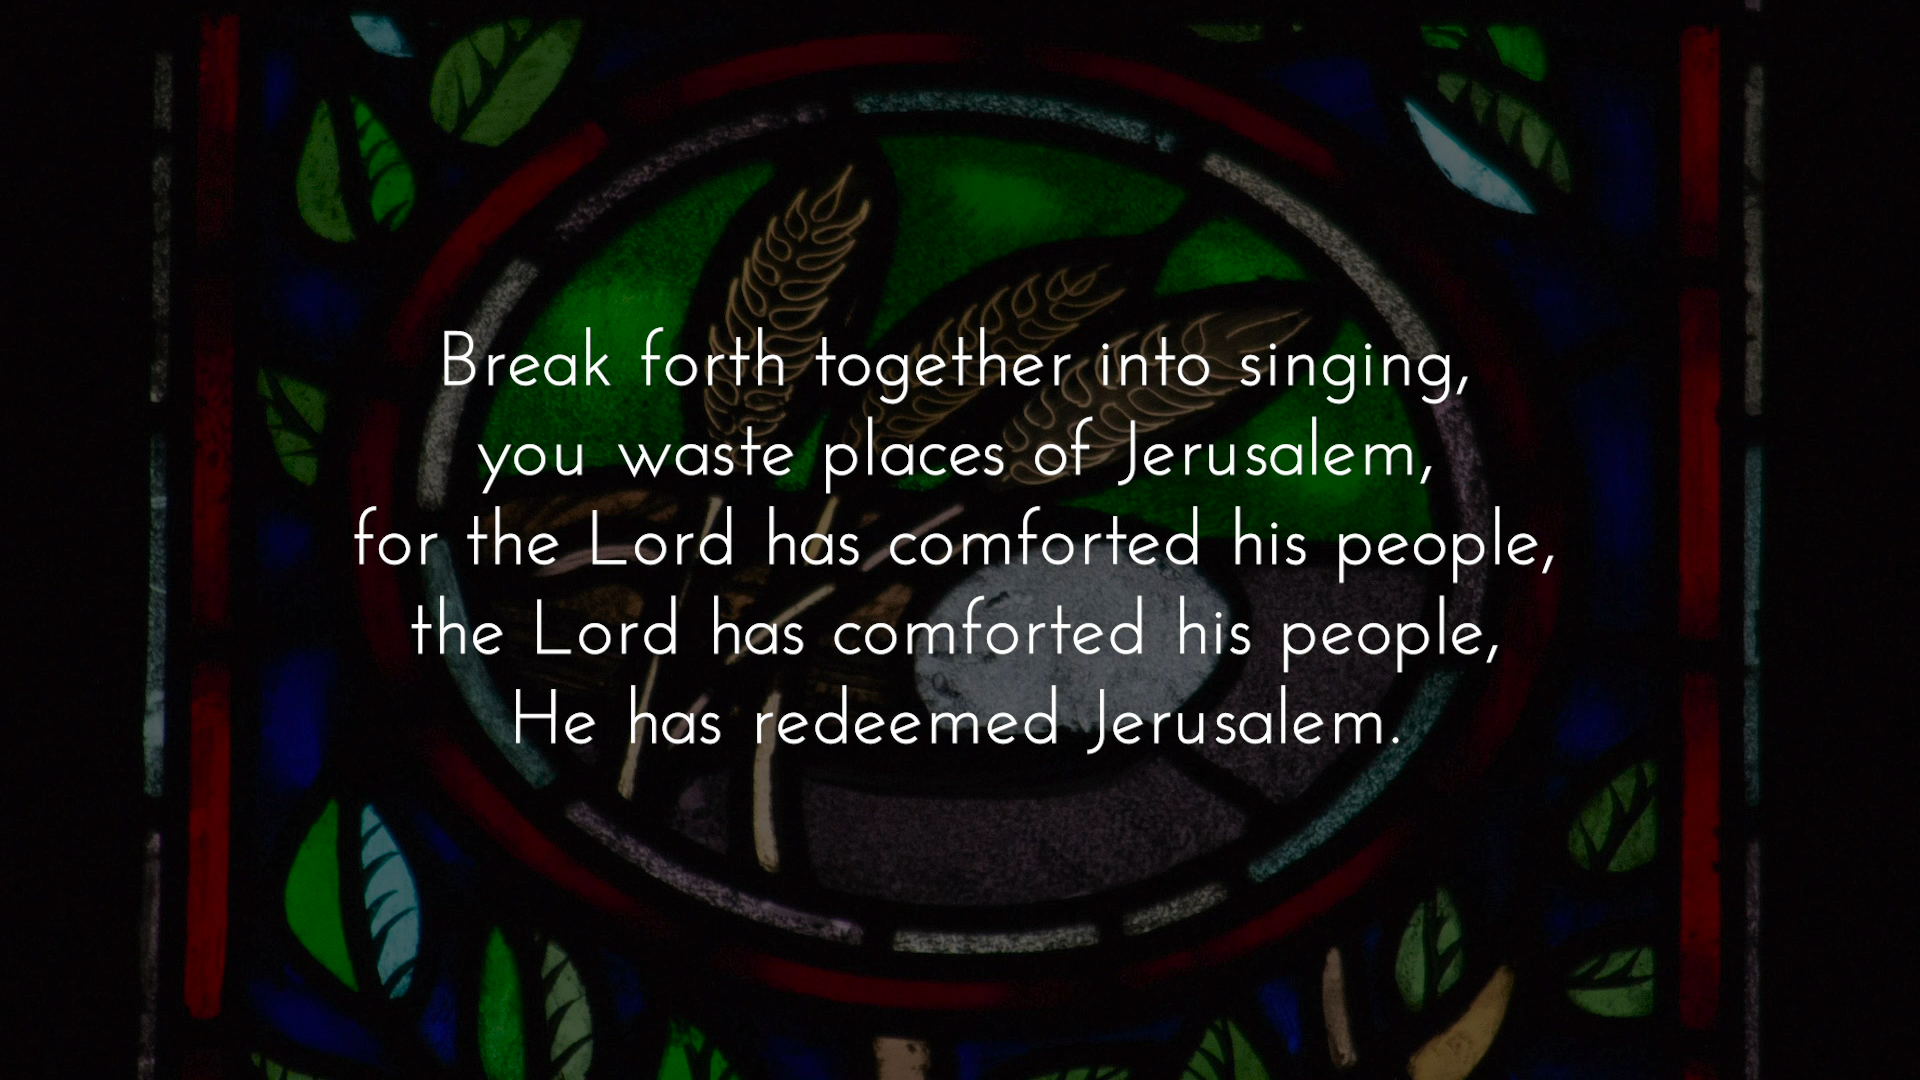 Break forth together into singing,
you waste places of Jerusalem,
for the Lord has comforted his people,
the Lord has comforted his people,
He has redeemed Jerusalem.